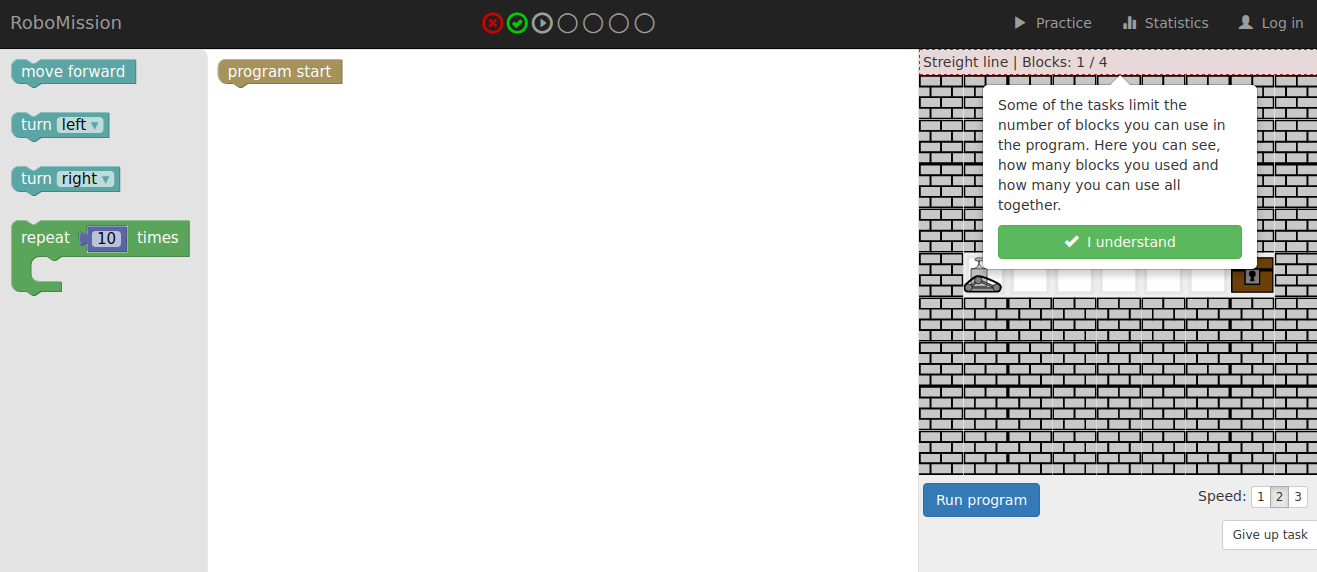 RoboMission
Practice
Statistics
Log in
move forward
turn left ▾
turn right ▾
repeat 10 times
program start
Streight line | Blocks: 1 / 4
Some of the tasks limit the
number of blocks you can use in
the program. Here you can see,
how many blocks you used and
how many you can use all
together.
I understand
Run program
Speed: 1 2 3
Give up task